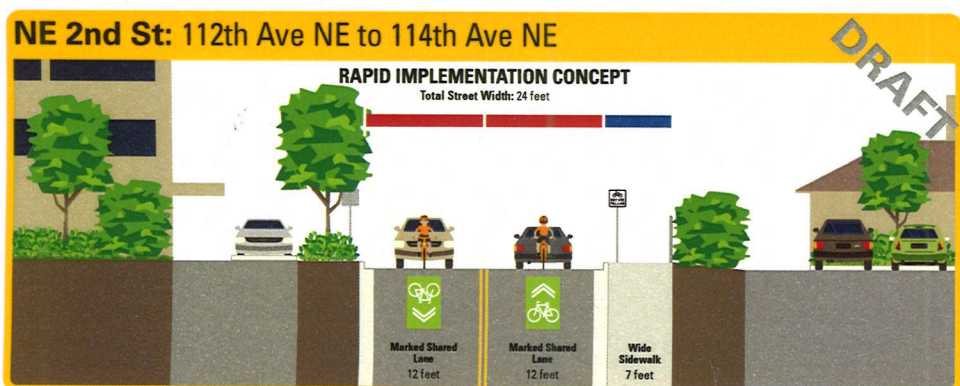 NE 2nd St: 112th Ave NE to 114th Ave NE
DRAFT
RAPID IMPLEMENTATION CONCEPT
Total Street Width: 24 feet
Marked Shared
Lane
12 feet
Marked Shared
Lane
12 feet
Wide
Sidewalk
7 feet